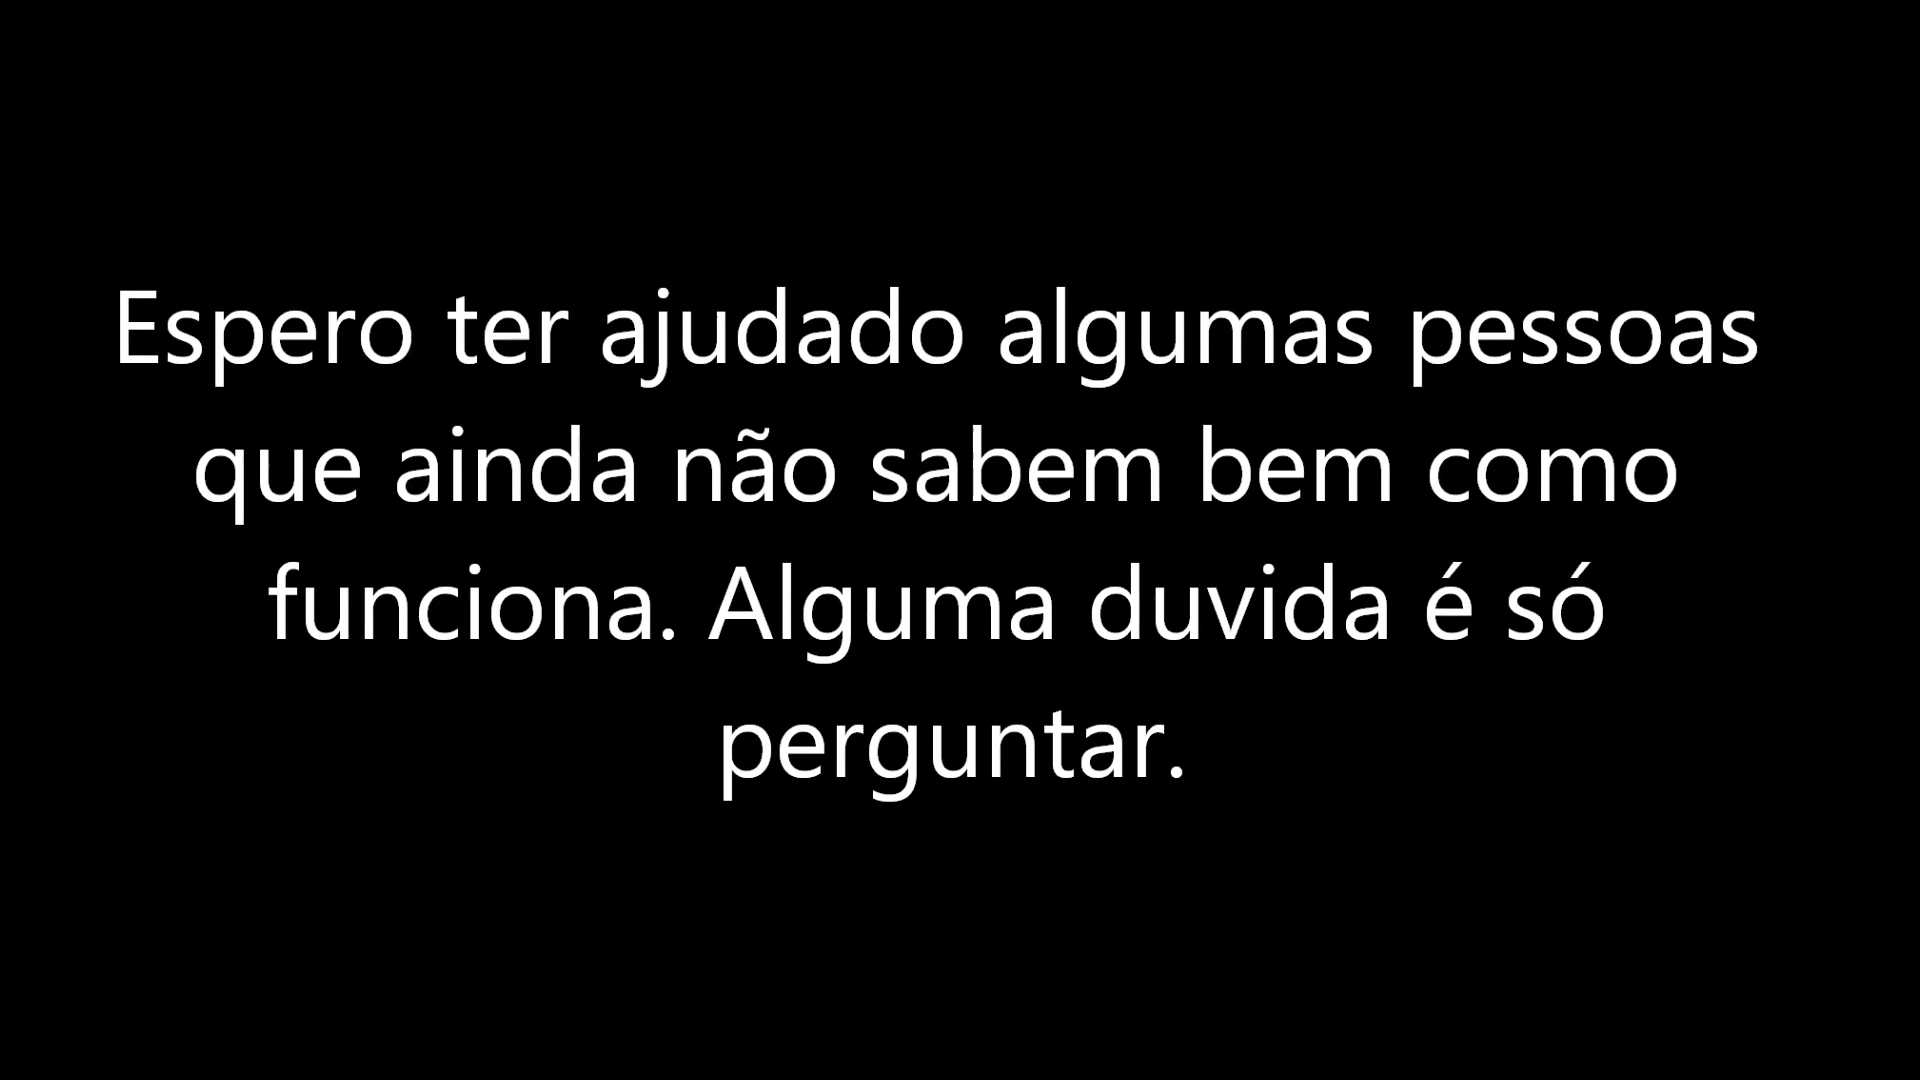 Espero ter ajudado algumas pessoas
que ainda não sabem bem como
funciona. Alguma duvida é só
perguntar.